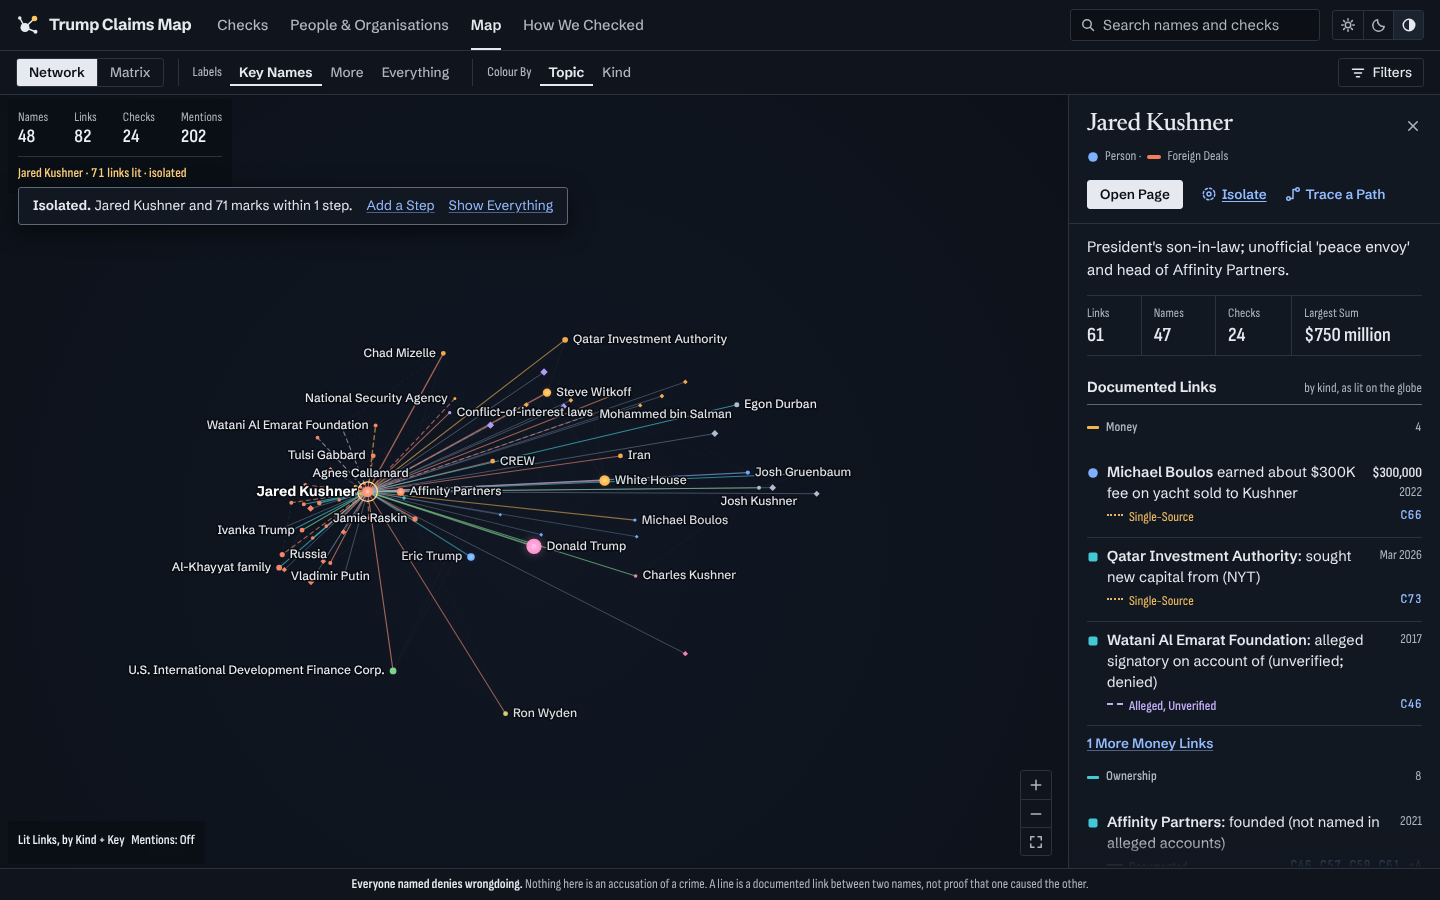 Trump Claims Map
Checks
People & Organisations
Map
How We Checked
Search names and checks
Network
Matrix
Labels
Key Names
More
Everything
Colour By
Topic
Kind
Filters
Names
Links
Checks
Mentions
48
82
24
202
Jared Kushner · 71 links lit · isolated
Isolated. Jared Kushner and 71 marks within 1 step.
Add a Step
Show Everything
Qatar Investment Authority
Chad Mizelle
Steve Witkoff
National Security Agency
Conflict-of-interest laws
Mohammed bin Salman
Egon Durban
Watani Al Emarat Foundation
Tulsi Gabbard
CREW
Iran
Agnes Callamard
White House
Josh Gruenbaum
Jared Kushner
Affinity Partners
Josh Kushner
Jamie Raskin
Michael Boulos
Ivanka Trump
Russia
Eric Trump
Donald Trump
Al-Khayyat family
Vladimir Putin
Charles Kushner
U.S. International Development Finance Corp.
Ron Wyden
Lit Links, by Kind + Key
Mentions: Off
Jared Kushner
Person ·
Foreign Deals
Open Page
Isolate
Trace a Path
President's son-in-law; unofficial 'peace envoy'
and head of Affinity Partners.
Links
Names
Checks
Largest Sum
61
47
24
$750 million
Documented Links
by kind, as lit on the globe
Money
4
Michael Boulos earned about $300K
$300,000
fee on yacht sold to Kushner
2022
Single-Source
C66
Qatar Investment Authority: sought
Mar 2026
new capital from (NYT)
Single-Source
C73
Watani Al Emarat Foundation: alleged
2017
signatory on account of (unverified;
denied)
Alleged, Unverified
C46
1 More Money Links
Ownership
8
Affinity Partners: founded (not named in
2021
alleged accounts)
Everyone named denies wrongdoing. Nothing here is an accusation of a crime. A line is a documented link between two names, not proof that one caused the other.